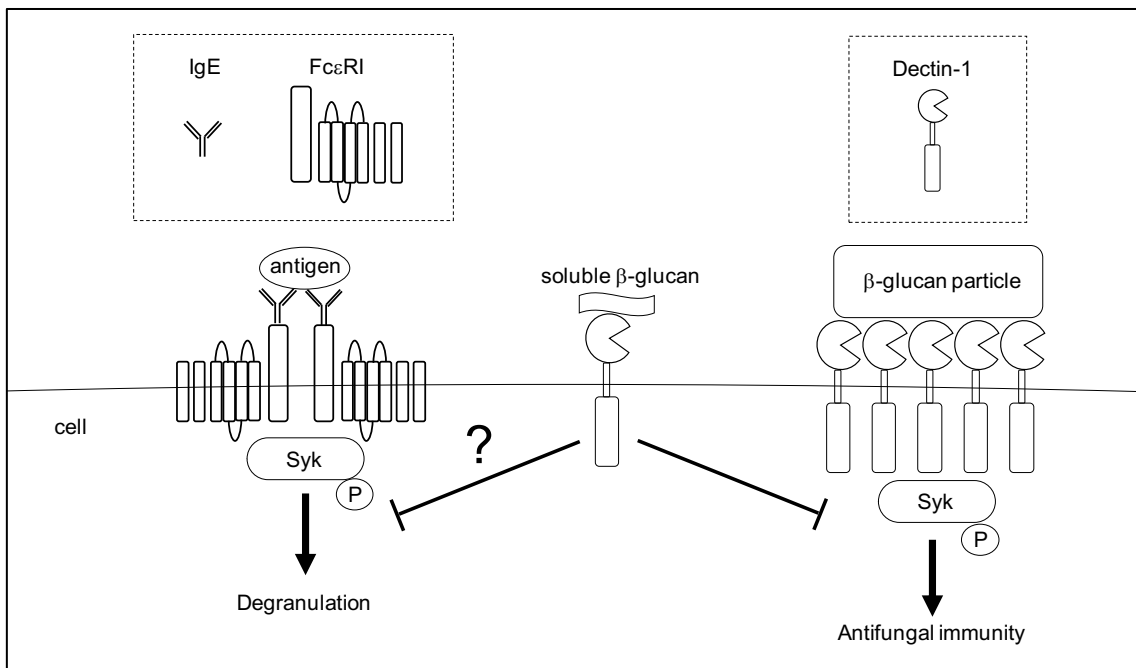 IgE
FcεRI
Dectin-1
antigen
soluble β-glucan
β-glucan particle
cell
?
Syk
P
Syk
P
Degranulation
Antifungal immunity